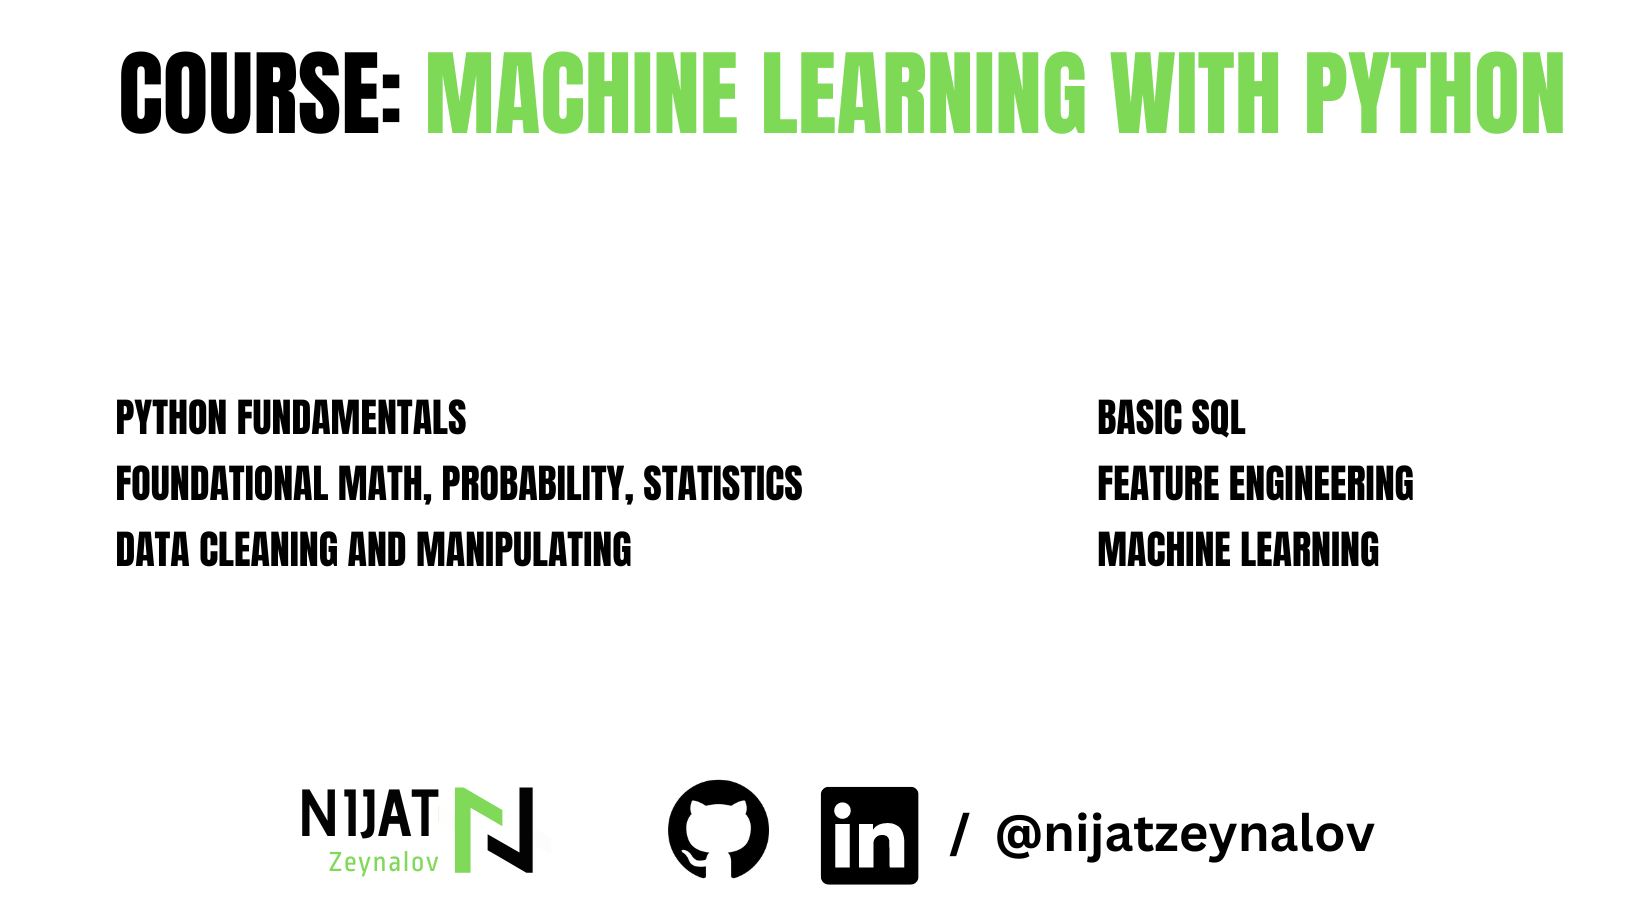 COURSE: MACHINE LEARNING WITH PYTHON
PYTHON FUNDAMENTALS
FOUNDATIONAL MATH, PROBABILITY, STATISTICS
DATA CLEANING AND MANIPULATING
BASIC SQL
FEATURE ENGINEERING
MACHINE LEARNING
NIJAT
Zeynalov
in / @nijatzeynalov